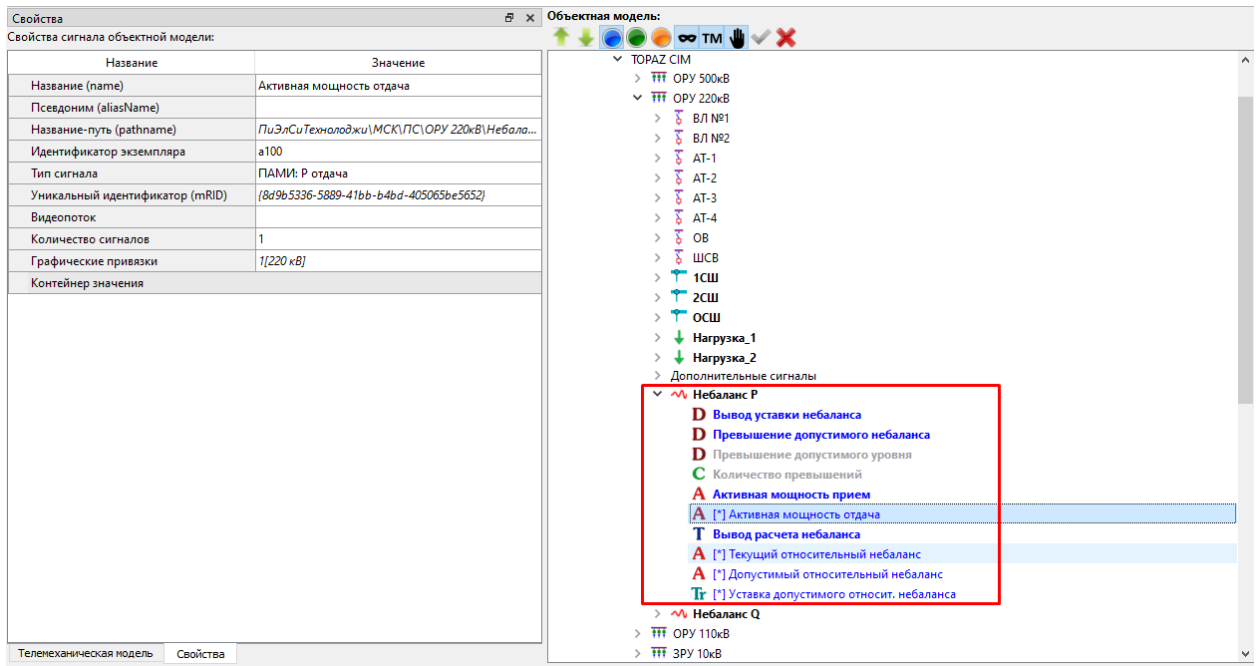 Свойства
Свойства сигнала объектной модели:
Название Значение
Название (name) Активная мощность отдача
Псевдоним (aliasName)
Название-путь (pathname) ПиЭлСиТехнолоджи\МСК\ПС\ОРУ 220кВ\Небала...
Идентификатор экземпляра a100
Тип сигнала ПАМИ: P отдача
Уникальный идентификатор (mRID) {8d9b5336-5889-41bb-b4bd-405065be5652}
Видеопоток
Количество сигналов 1
Графические привязки 1[220 кВ]
Контейнер значения
Телемеханическая модель Свойства
Объектная модель:
TM
TOPAZ CIM
ОРУ 500кВ
ОРУ 220кВ
ВЛ №1
ВЛ №2
АТ-1
АТ-2
АТ-3
АТ-4
ОВ
ШСВ
1СШ
2СШ
ОСШ
Нагрузка_1
Нагрузка_2
Дополнительные сигналы
Небаланс P
D Вывод уставки небаланса
D Превышение допустимого небаланса
D Превышение допустимого уровня
C Количество превышений
A Активная мощность прием
A [*] Активная мощность отдача
T Вывод расчета небаланса
A [*] Текущий относительный небаланс
A [*] Допустимый относительный небаланс
Tr [*] Уставка допустимого относит. небаланса
Небаланс Q
ОРУ 110кВ
ЗРУ 10кВ